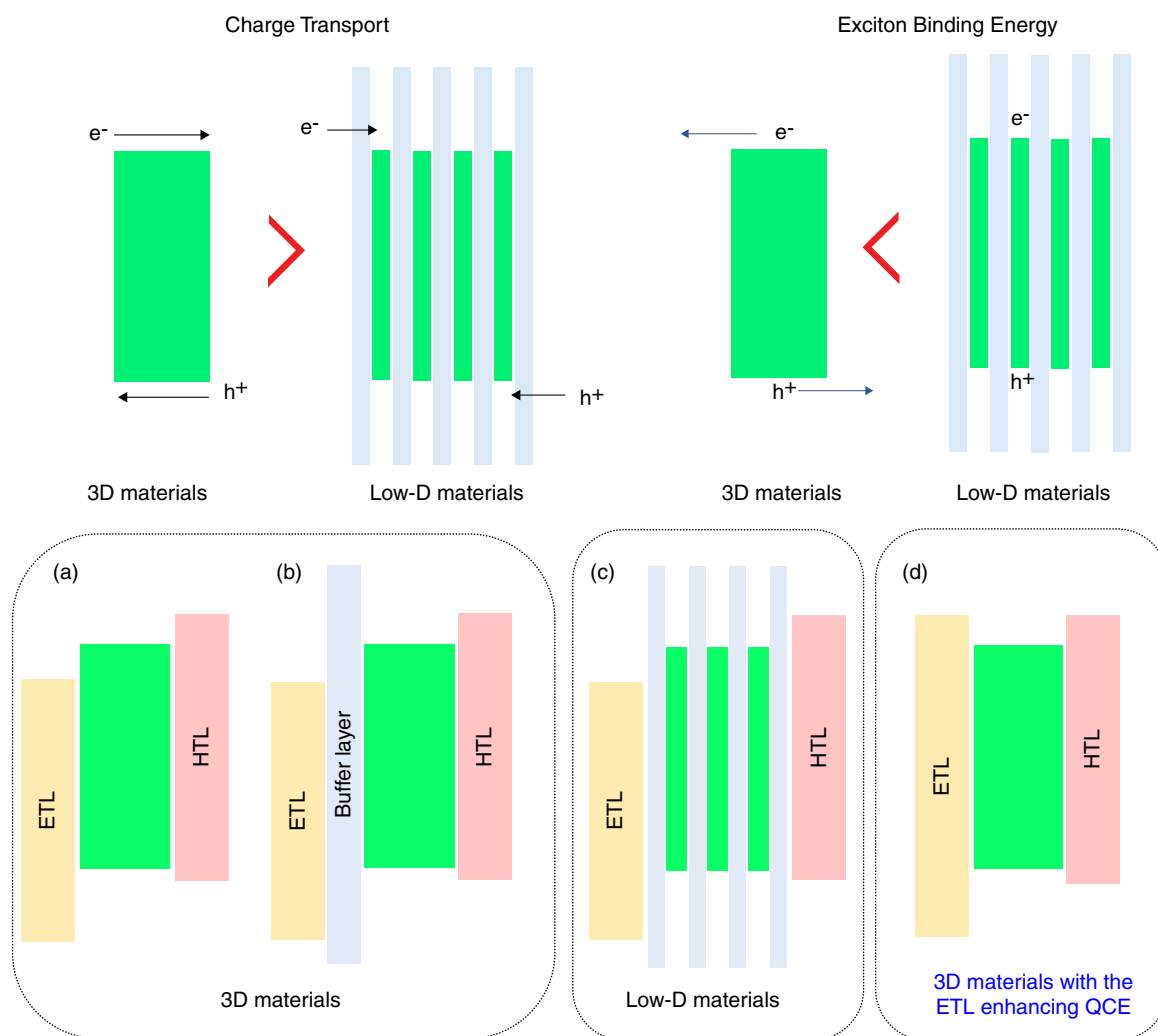 Charge Transport
Exciton Binding Energy
e-
e-
h+
h+
e-
e-
h+
h+
3D materials
Low-D materials
3D materials
Low-D materials
(a)
ETL
HTL
(b)
ETL
Buffer layer
HTL
3D materials
(c)
ETL
HTL
Low-D materials
(d)
ETL
HTL
3D materials with the
ETL enhancing QCE